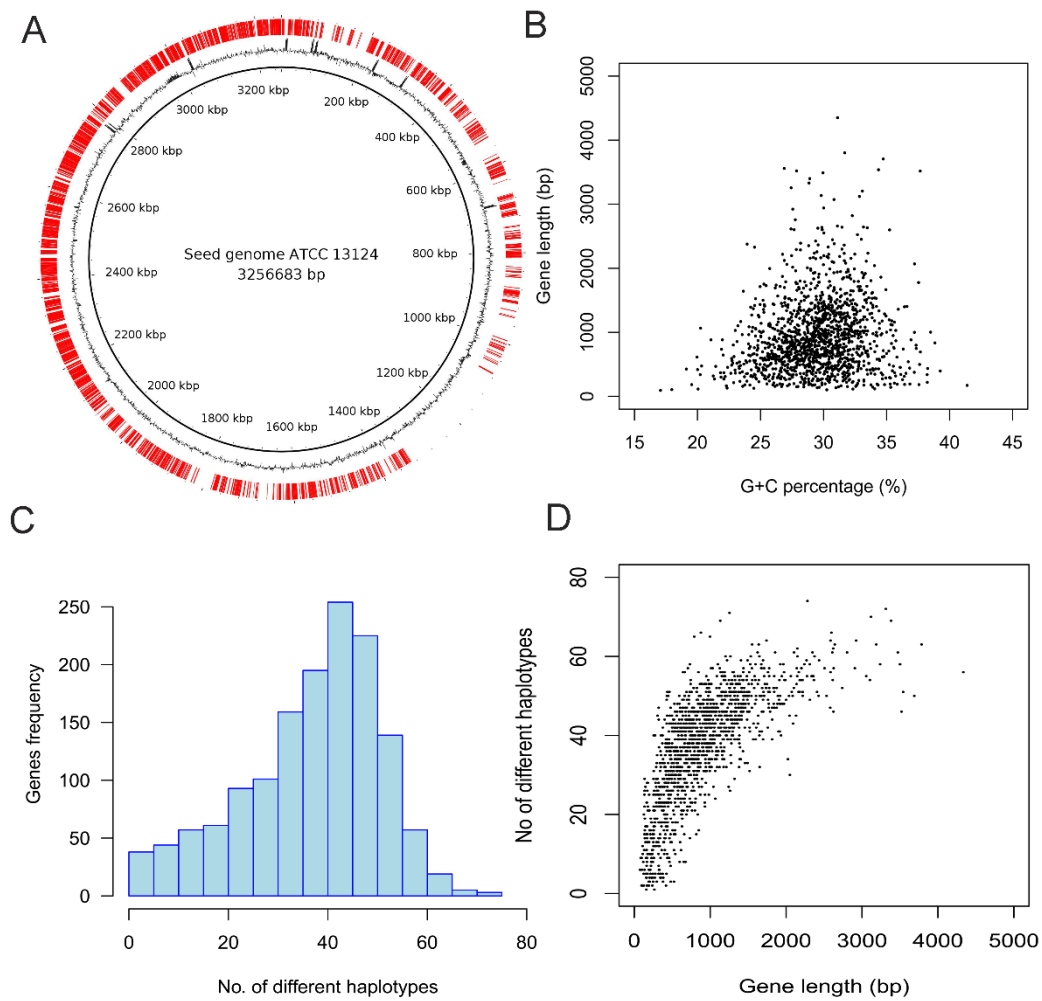 A
3200 kbp
200 kbp
400 kbp
600 kbp
800 kbp
1000 kbp
1200 kbp
1400 kbp
1600 kbp
1800 kbp
2000 kbp
2200 kbp
2400 kbp
2600 kbp
2800 kbp
3000 kbp
Seed genome ATCC 13124
3256683 bp
B
Gene length (bp)
5000
4000
3000
2000
1000
0
15 20 25 30 35 40 45
G+C percentage (%)
C
Genes frequency
250
200
150
100
50
0
0 20 40 60 80
No. of different haplotypes
D
No of different haplotypes
80
60
40
20
0
0 1000 2000 3000 4000 5000
Gene length (bp)